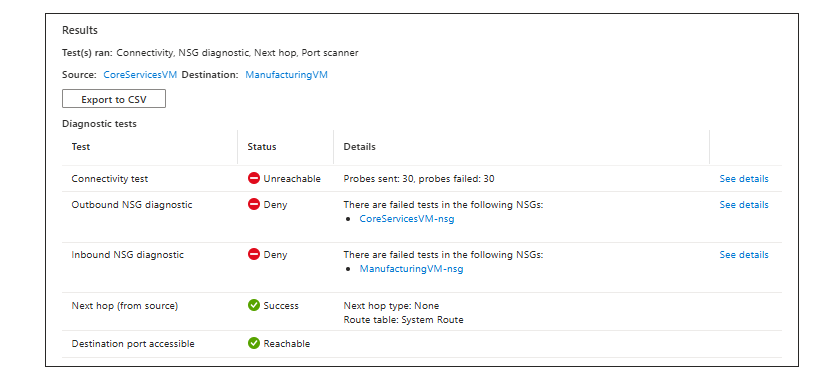 Results
Test(s) ran: Connectivity, NSG diagnostic, Next hop, Port scanner
Source: CoreServicesVM Destination: ManufacturingVM
Export to CSV
Diagnostic tests
Test Status Details
Connectivity test Unreachable Probes sent: 30, probes failed: 30 See details
Outbound NSG diagnostic Deny There are failed tests in the following NSGs: See details
• CoreServicesVM-nsg
Inbound NSG diagnostic Deny There are failed tests in the following NSGs: See details
• ManufacturingVM-nsg
Next hop (from source) Success Next hop type: None
Route table: System Route
Destination port accessible Reachable